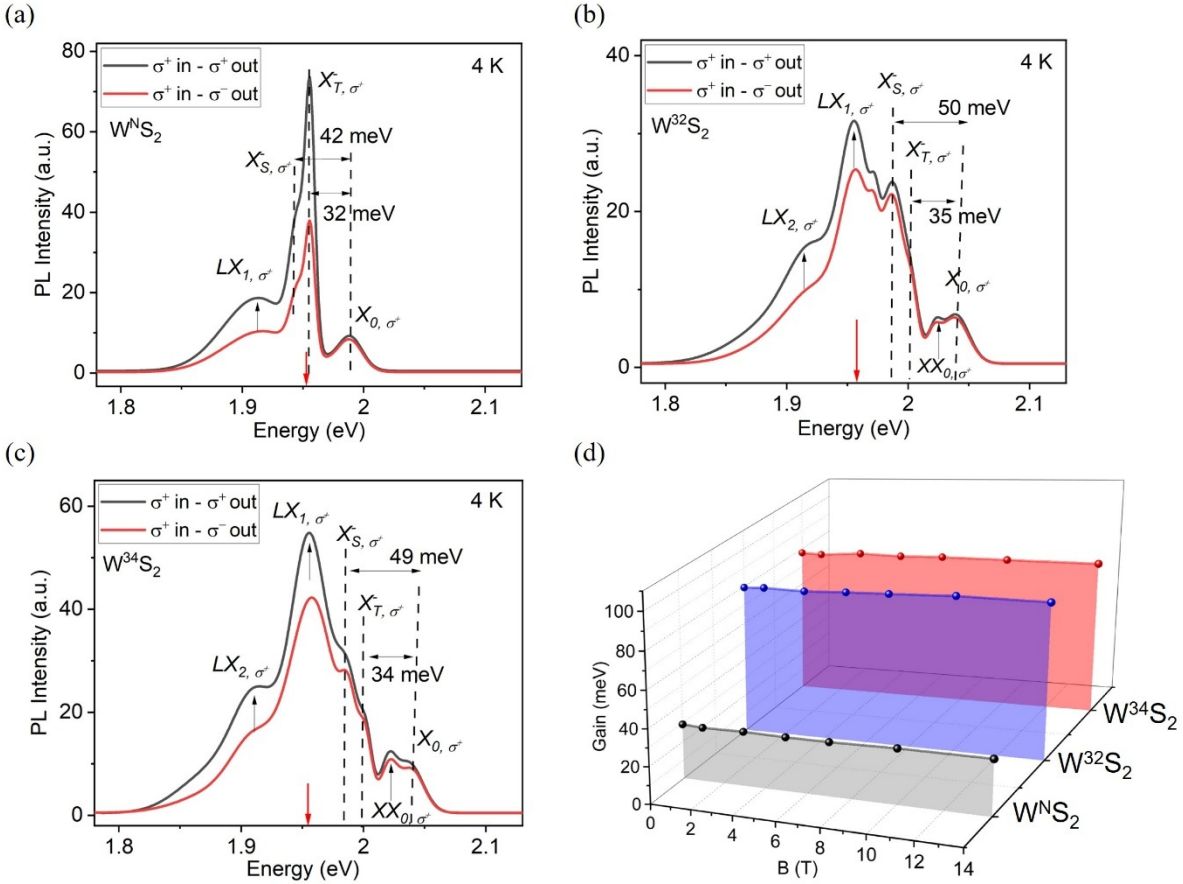 (a)
σ⁺ in - σ⁺ out
σ⁺ in - σ⁻ out
4 K
WᴺS₂
X⁻T, σ⁺
42 meV
X⁻S, σ⁺
32 meV
LX₁, σ⁺
X₀, σ⁺
PL Intensity (a.u.)
80
60
40
20
0
1.8 1.9 2 2.1
Energy (eV)
(b)
σ⁺ in - σ⁺ out
σ⁺ in - σ⁻ out
4 K
W³²S₂
X⁻S, σ⁺
LX₁, σ⁺
50 meV
X⁻T, σ⁺
35 meV
LX₂, σ⁺
X₀, σ⁺
XX₀, σ⁺
PL Intensity (a.u.)
40
20
0
1.8 1.9 2 2.1
Energy (eV)
(c)
σ⁺ in - σ⁺ out
σ⁺ in - σ⁻ out
4 K
W³⁴S₂
LX₁, σ⁺
X⁻S, σ⁺
49 meV
X⁻T, σ⁺
34 meV
LX₂, σ⁺
X₀, σ⁺
XX₀, σ⁺
PL Intensity (a.u.)
60
40
20
0
1.8 1.9 2 2.1
Energy (eV)
(d)
Gain (meV)
100
80
60
40
20
0
0 2 4 6 8 10 12 14
B (T)
W³⁴S₂
W³²S₂
WᴺS₂